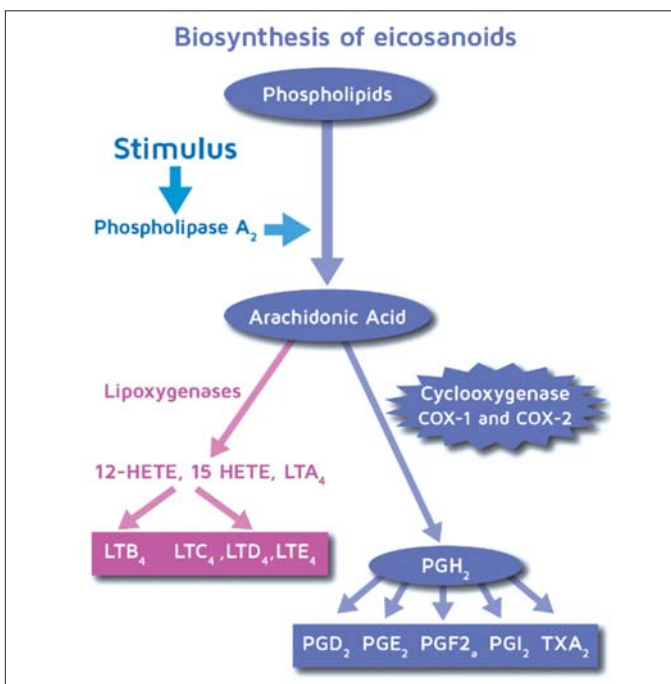 Biosynthesis of eicosanoids
Phospholipids
Stimulus
Phospholipase A₂
Arachidonic Acid
Lipoxygenases
Cyclooxygenase
COX-1 and COX-2
12-HETE, 15 HETE, LTA₄
LTB₄ LTC₄ ,LTD₄,LTE₄
PGH₂
PGD₂ PGE₂ PGF2ₐ PGI₂ TXA₂